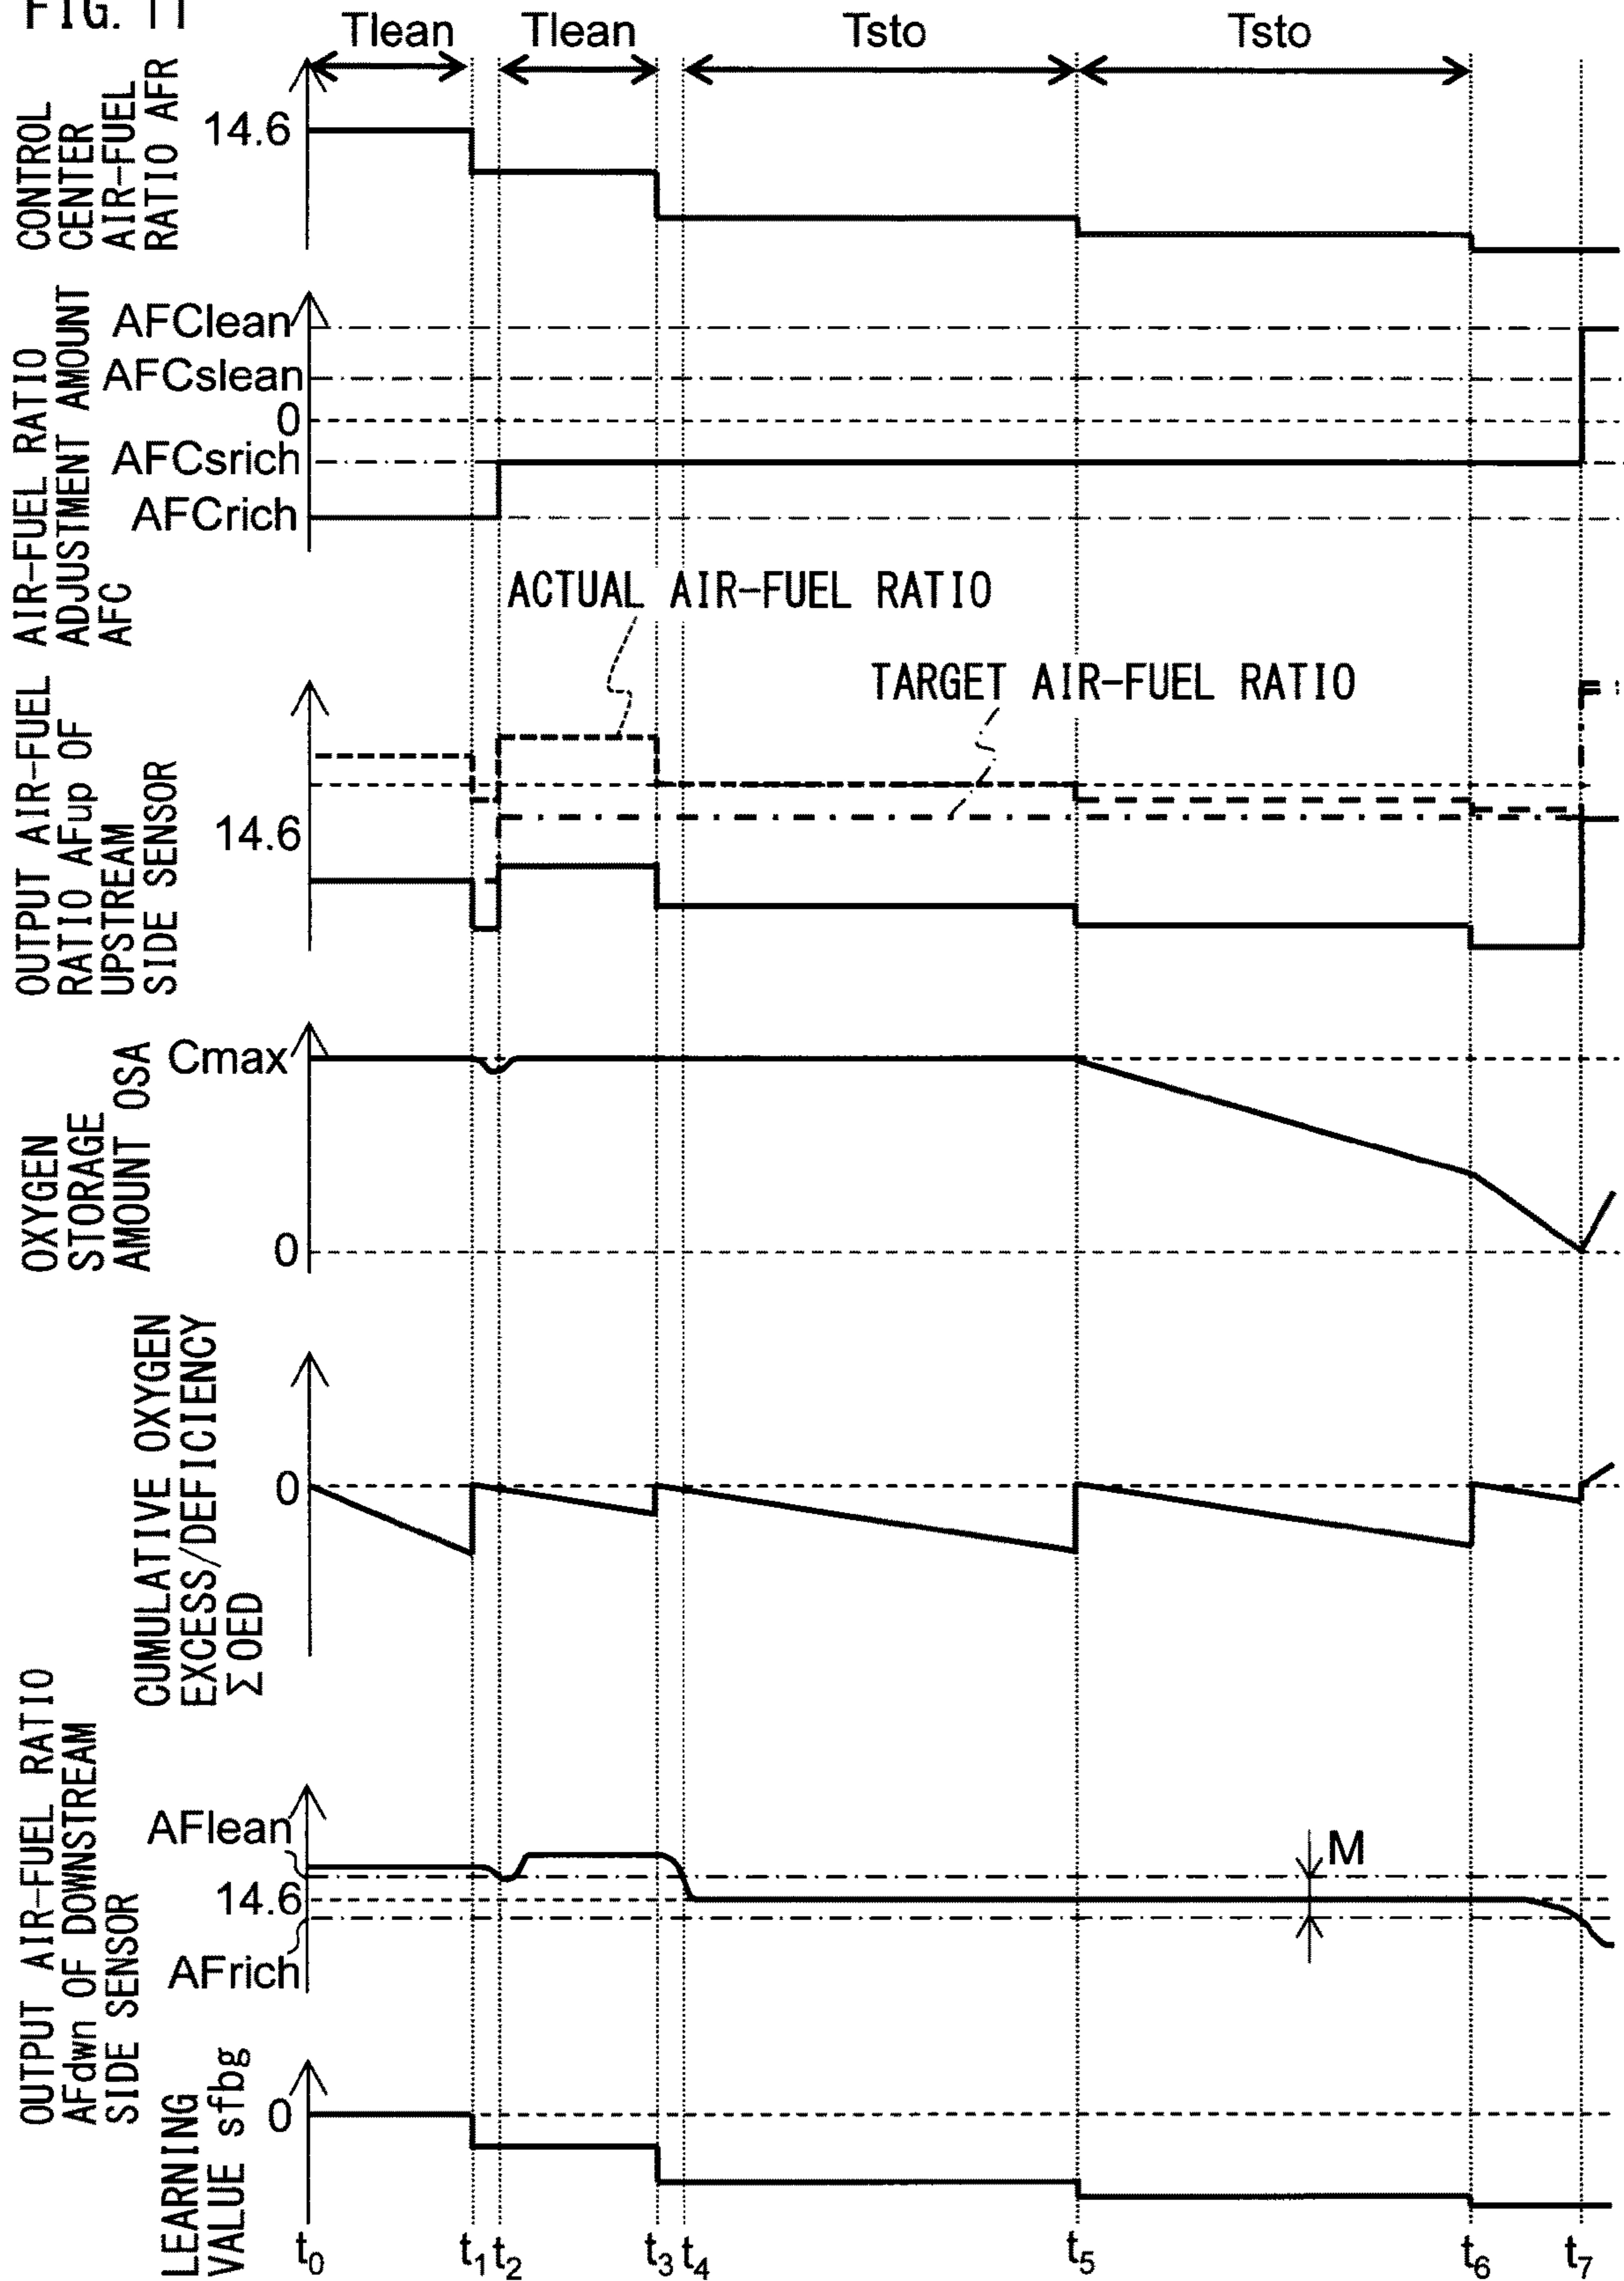 FIG. 11
Tlean
Tlean
Tsto
Tsto
CONTROL
CENTER
AIR-FUEL
RATIO AFR
14.6
AIR-FUEL RATIO
ADJUSTMENT AMOUNT
AFC
AFClean
AFCslean
0
AFCsrich
AFCrich
ACTUAL AIR-FUEL RATIO
TARGET AIR-FUEL RATIO
OUTPUT AIR-FUEL
RATIO AFup OF
UPSTREAM
SIDE SENSOR
14.6
OXYGEN
STORAGE
AMOUNT OSA
Cmax
0
CUMULATIVE OXYGEN
EXCESS/DEFICIENCY
ΣOED
0
OUTPUT AIR-FUEL RATIO
AFdwn OF DOWNSTREAM
SIDE SENSOR
AFlean
14.6
AFrich
M
LEARNING
VALUE sfbg
0
t0 t1 t2 t3 t4 t5 t6 t7